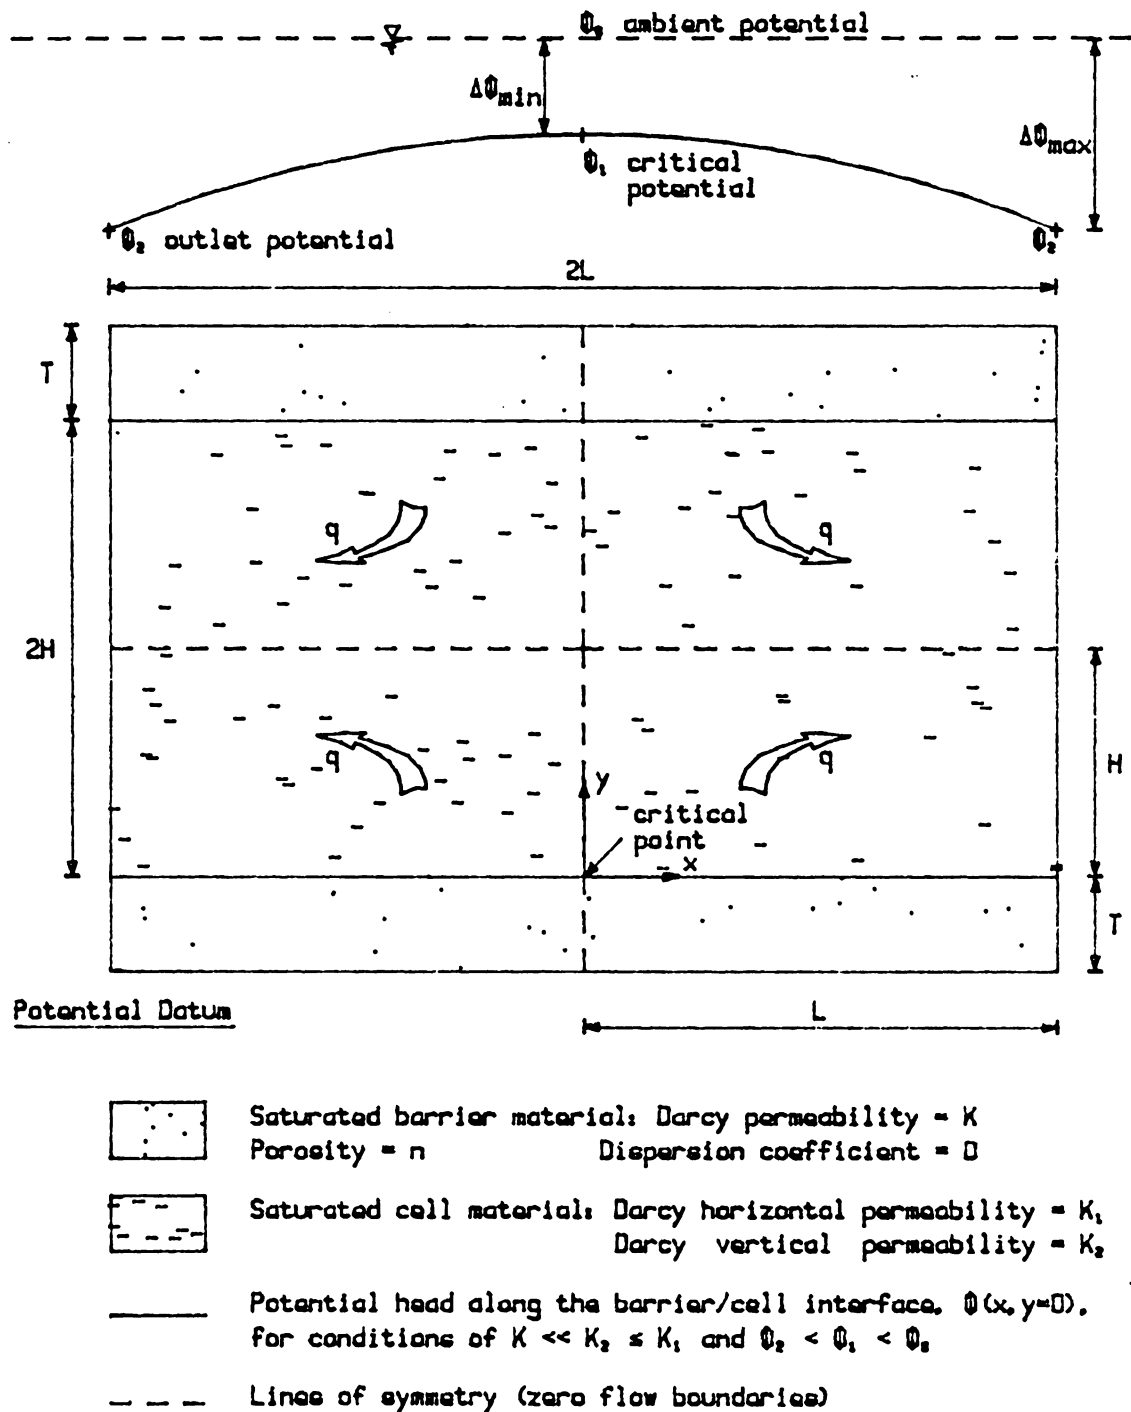 Φ₃ ambient potential
ΔΦmin
ΔΦmax
Φ₁ critical
potential
Φ₂ outlet potential
Φ₂
2L
T
q
q
2H
q
q
H
y
critical
point
x
T
Potential Datum
L
Saturated barrier material: Darcy permeability = K
Porosity = n Dispersion coefficient = D
Saturated cell material: Darcy horizontal permeability = K₁
Darcy vertical permeability = K₂
Potential head along the barrier/cell interface, Φ(x,y=0),
for conditions of K << K₂ ≤ K₁ and Φ₂ < Φ₁ < Φ₃
Lines of symmetry (zero flow boundaries)